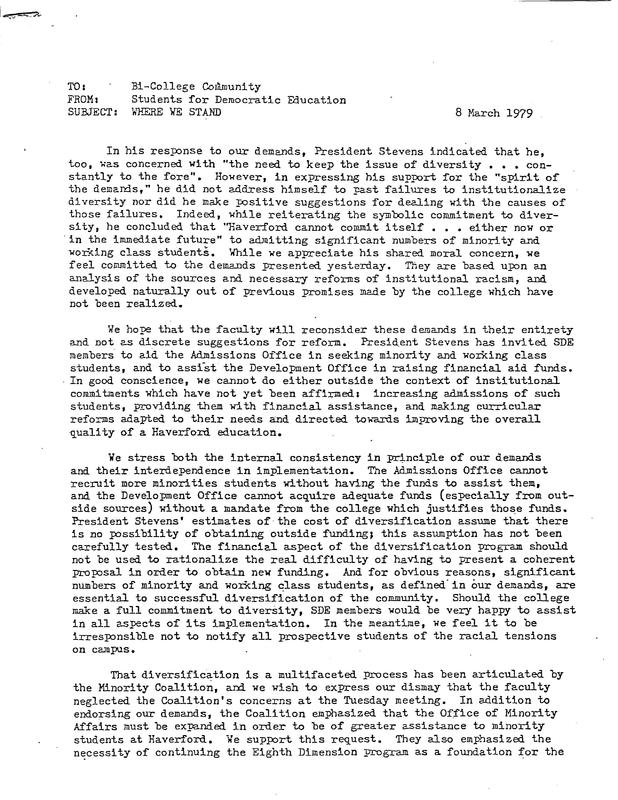 TO: Bi-College Community
FROM: Students for Democratic Education
SUBJECT: WHERE WE STAND 8 March 1979
In his response to our demands, President Stevens indicated that he,
too, was concerned with "the need to keep the issue of diversity . . . con-
stantly to the fore". However, in expressing his support for the "spirit of
the demands," he did not address himself to past failures to institutionalize
diversity nor did he make positive suggestions for dealing with the causes of
those failures. Indeed, while reiterating the symbolic commitment to diver-
sity, he concluded that "Haverford cannot commit itself . . . either now or
in the immediate future" to admitting significant numbers of minority and
working class students. While we appreciate his shared moral concern, we
feel committed to the demands presented yesterday. They are based upon an
analysis of the sources and necessary reforms of institutional racism, and
developed naturally out of previous promises made by the college which have
not been realized.
We hope that the faculty will reconsider these demands in their entirety
and not as discrete suggestions for reform. President Stevens has invited SDE
members to aid the Admissions Office in seeking minority and working class
students, and to assist the Development Office in raising financial aid funds.
In good conscience, we cannot do either outside the context of institutional
commitments which have not yet been affirmed: increasing admissions of such
students, providing them with financial assistance, and making curricular
reforms adapted to their needs and directed towards improving the overall
quality of a Haverford education.
We stress both the internal consistency in principle of our demands
and their interdependence in implementation. The Admissions Office cannot
recruit more minorities students without having the funds to assist them,
and the Development Office cannot acquire adequate funds (especially from out-
side sources) without a mandate from the college which justifies those funds.
President Stevens' estimates of the cost of diversification assume that there
is no possibility of obtaining outside funding; this assumption has not been
carefully tested. The financial aspect of the diversification program should
not be used to rationalize the real difficulty of having to present a coherent
proposal in order to obtain new funding. And for obvious reasons, significant
numbers of minority and working class students, as defined in our demands, are
essential to successful diversification of the community. Should the college
make a full commitment to diversity, SDE members would be very happy to assist
in all aspects of its implementation. In the meantime, we feel it to be
irresponsible not to notify all prospective students of the racial tensions
on campus.
That diversification is a multifaceted process has been articulated by
the Minority Coalition, and we wish to express our dismay that the faculty
neglected the Coalition's concerns at the Tuesday meeting. In addition to
endorsing our demands, the Coalition emphasized that the Office of Minority
Affairs must be expanded in order to be of greater assistance to minority
students at Haverford. We support this request. They also emphasized the
necessity of continuing the Eighth Dimension program as a foundation for the